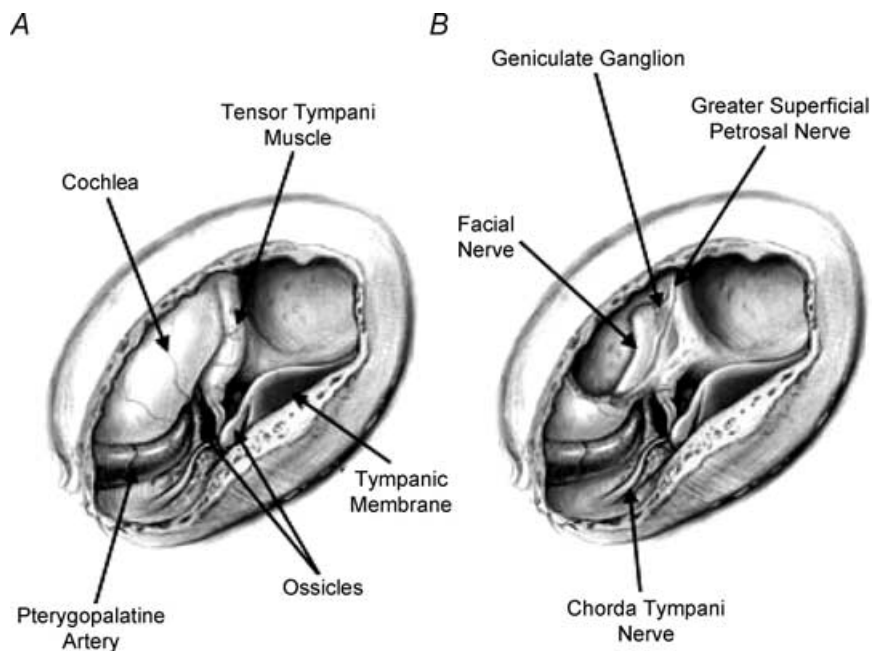 A
Tensor Tympani
Muscle
Cochlea
Tympanic
Membrane
Ossicles
Pterygopalatine
Artery
B
Geniculate Ganglion
Greater Superficial
Petrosal Nerve
Facial
Nerve
Chorda Tympani
Nerve